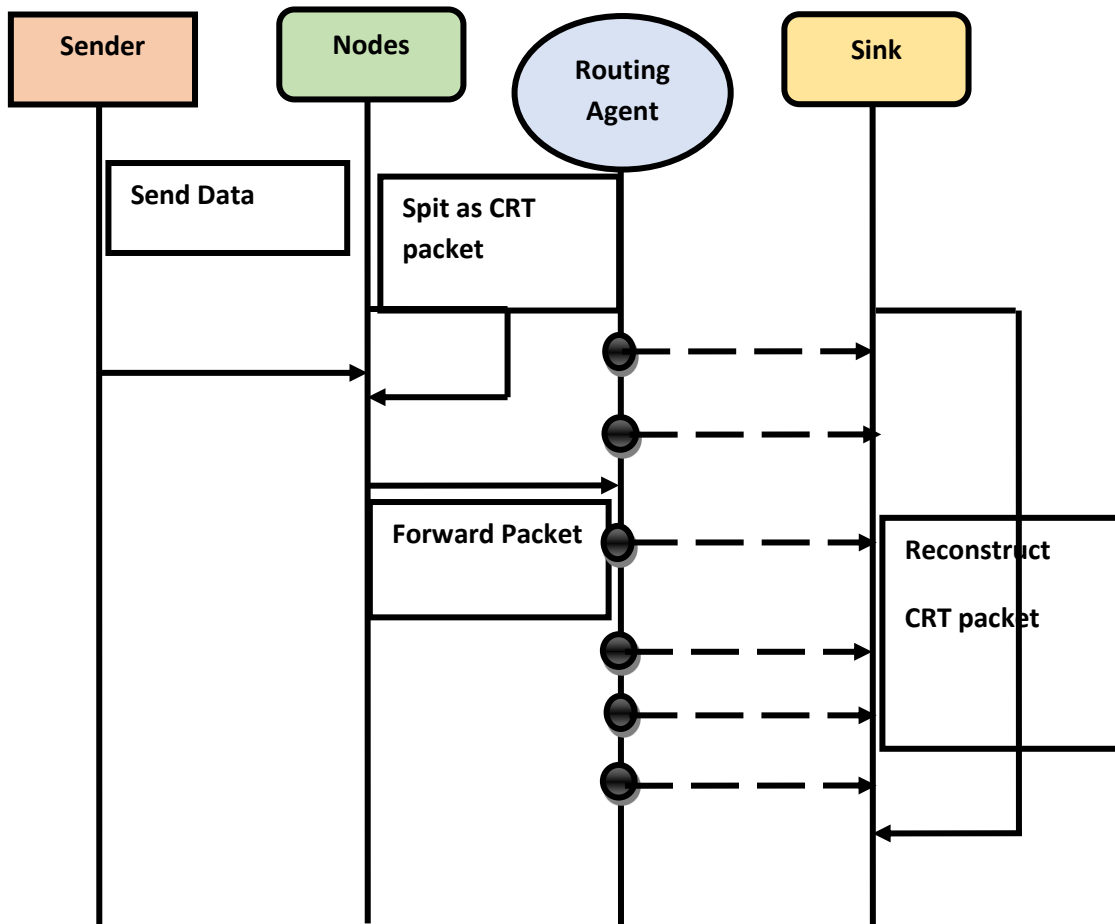 Sender
Nodes
Routing
Agent
Sink
Send Data
Spit as CRT
packet
Forward Packet
Reconstruct
CRT packet